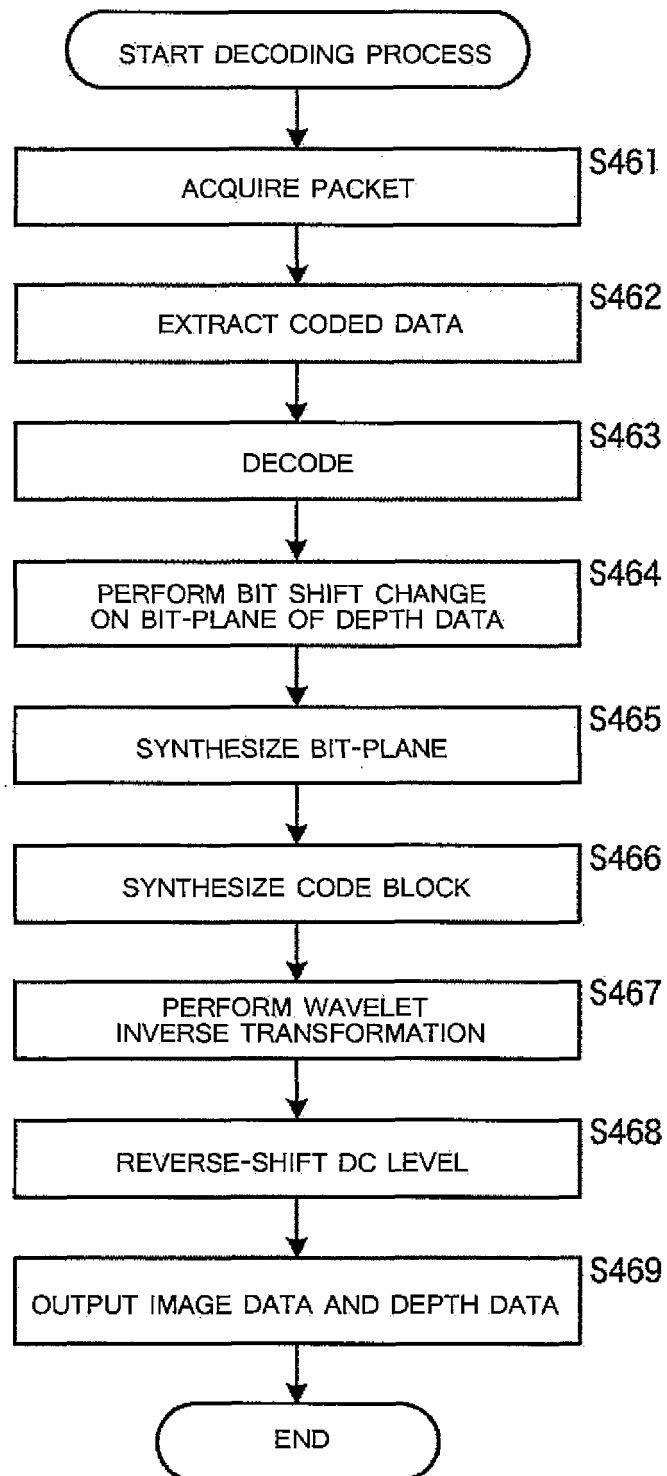 START DECODING PROCESS
S461
ACQUIRE PACKET
S462
EXTRACT CODED DATA
S463
DECODE
S464
PERFORM BIT SHIFT CHANGE
ON BIT-PLANE OF DEPTH DATA
S465
SYNTHESIZE BIT-PLANE
S466
SYNTHESIZE CODE BLOCK
S467
PERFORM WAVELET
INVERSE TRANSFORMATION
S468
REVERSE-SHIFT DC LEVEL
S469
OUTPUT IMAGE DATA AND DEPTH DATA
END